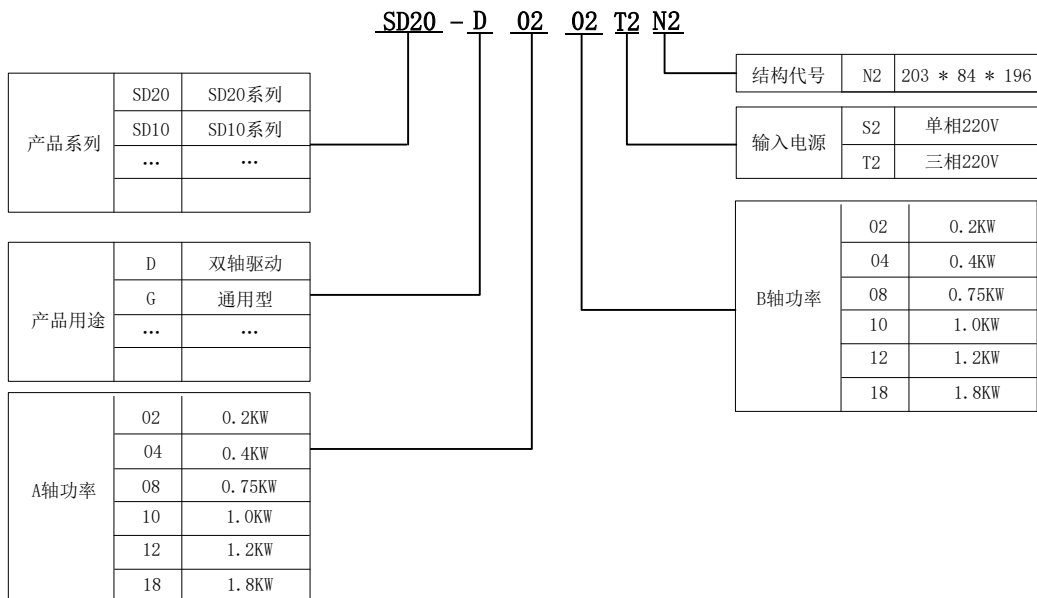 SD20 - D 02 02 T2 N2
产品系列
SD20 SD20系列
SD10 SD10系列
… …
产品用途
D 双轴驱动
G 通用型
… …
A轴功率
02 0.2KW
04 0.4KW
08 0.75KW
10 1.0KW
12 1.2KW
18 1.8KW
结构代号 N2 203 * 84 * 196
输入电源
S2 单相220V
T2 三相220V
B轴功率
02 0.2KW
04 0.4KW
08 0.75KW
10 1.0KW
12 1.2KW
18 1.8KW